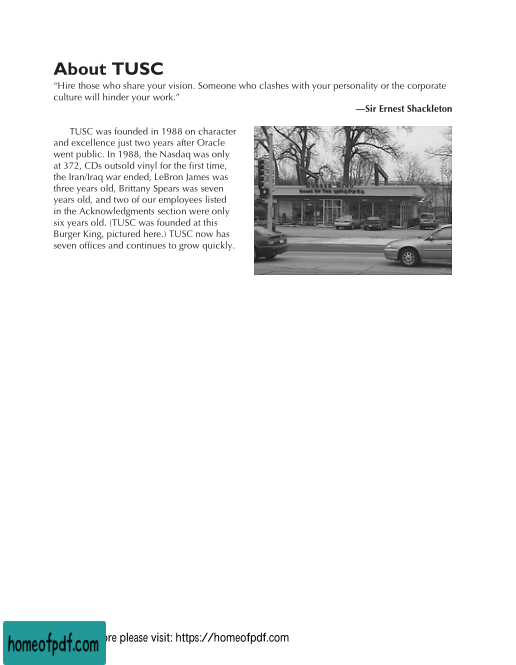 About TUSC
“Hire those who share your vision. Someone who clashes with your personality or the corporate
culture will hinder your work.”
—Sir Ernest Shackleton
TUSC was founded in 1988 on character
and excellence just two years after Oracle
went public. In 1988, the Nasdaq was only
at 372, CDs outsold vinyl for the first time,
the Iran/Iraq war ended, LeBron James was
three years old, Brittany Spears was seven
years old, and two of our employees listed
in the Acknowledgments section were only
six years old. (TUSC was founded at this
Burger King, pictured here.) TUSC now has
seven offices and continues to grow quickly.
BURGER KING
HOME OF THE WHOPPER
homeofpdf.com
re please visit: https://homeofpdf.com